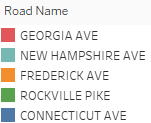 Road Name
GEORGIA AVE
NEW HAMPSHIRE AVE
FREDERICK AVE
ROCKVILLE PIKE
CONNECTICUT AVE